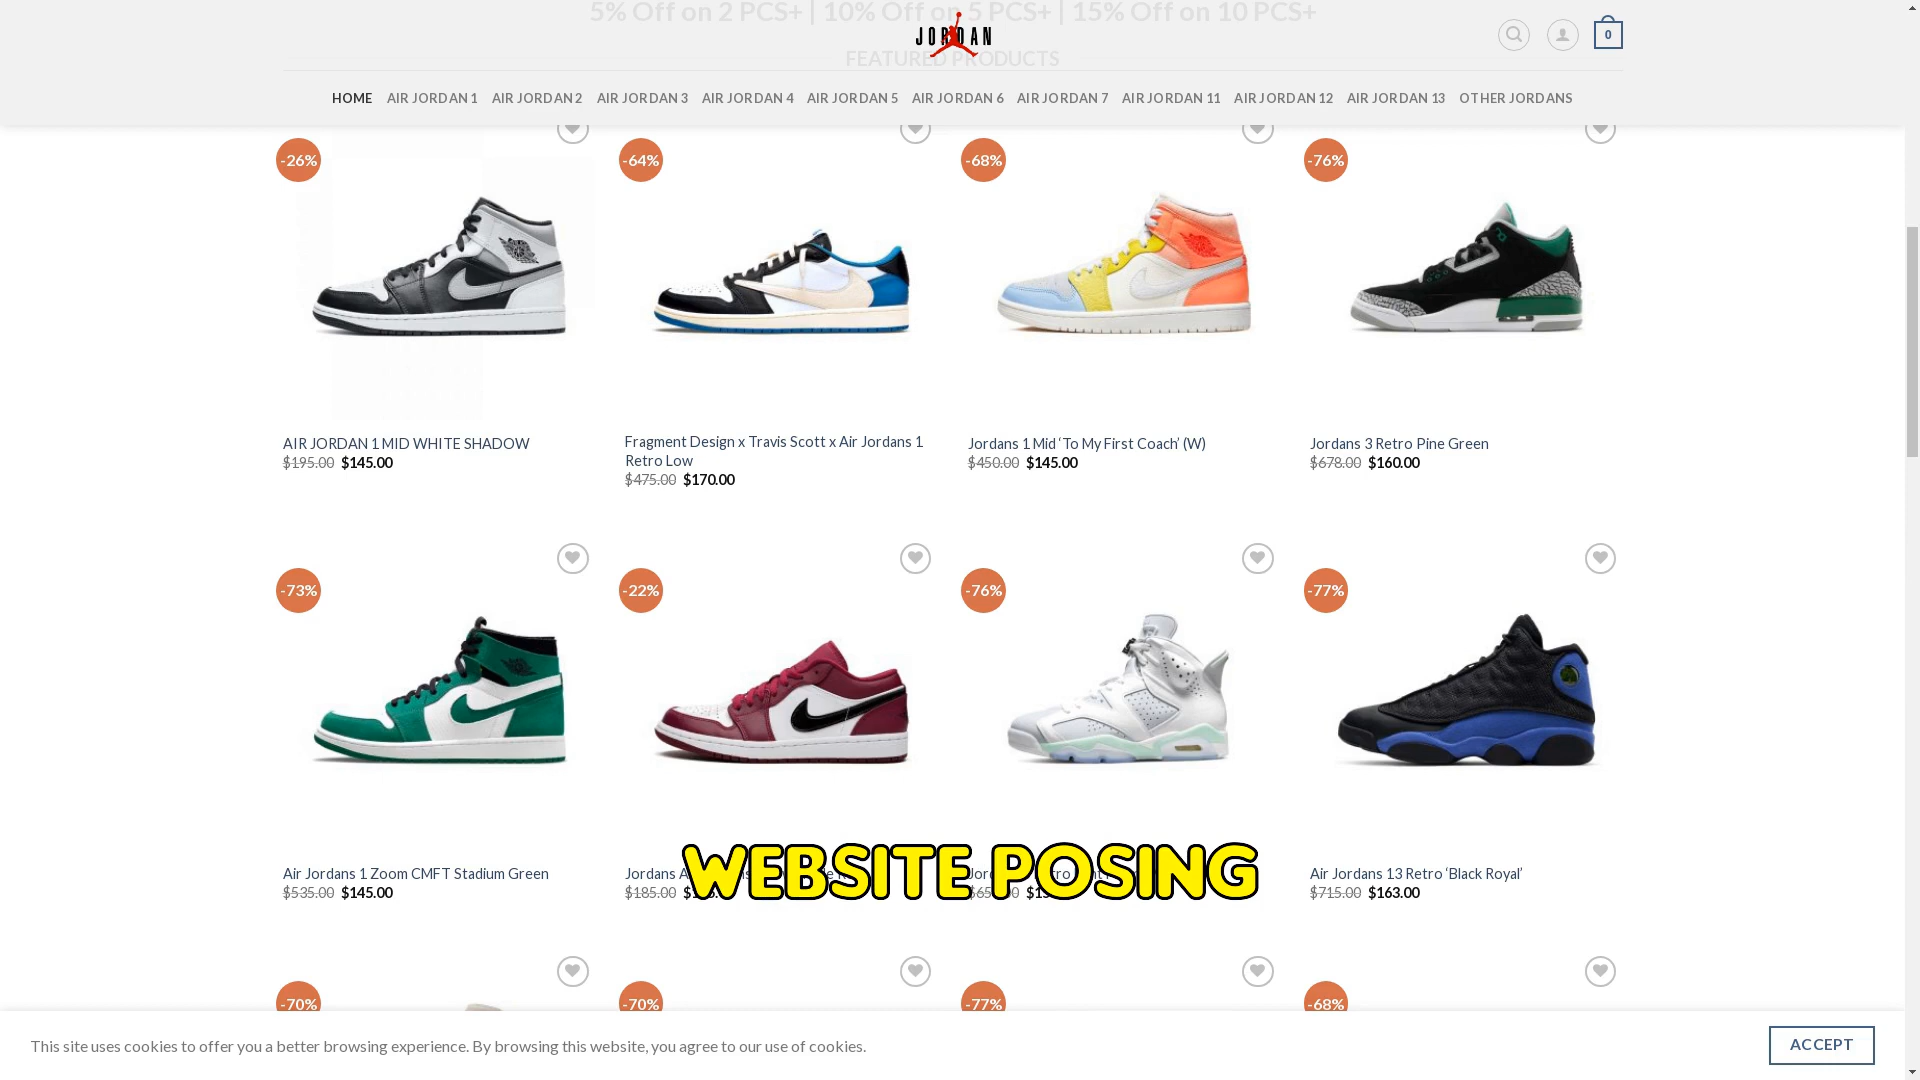 5% Off on 2 PCS+ | 10% Off on 5 PCS+ | 15% Off on 10 PCS+
JORDAN
0
FEATURED PRODUCTS
HOME AIR JORDAN 1 AIR JORDAN 2 AIR JORDAN 3 AIR JORDAN 4 AIR JORDAN 5 AIR JORDAN 6 AIR JORDAN 7 AIR JORDAN 11 AIR JORDAN 12 AIR JORDAN 13 OTHER JORDANS
-26% -64% -68% -76%
AIR JORDAN 1 MID WHITE SHADOW
$195.00 $145.00
Fragment Design x Travis Scott x Air Jordans 1
Retro Low
$475.00 $170.00
Jordans 1 Mid ‘To My First Coach’ (W)
$450.00 $145.00
Jordans 3 Retro Pine Green
$678.00 $160.00
-73% -22% -76% -77%
Air Jordans 1 Zoom CMFT Stadium Green
$535.00 $145.00
Jordans
$185.00
WEBSITE POSING
Air Jordans 13 Retro ‘Black Royal’
$715.00 $163.00
-70% -70% -77% -68%
This site uses cookies to offer you a better browsing experience. By browsing this website, you agree to our use of cookies.
ACCEPT